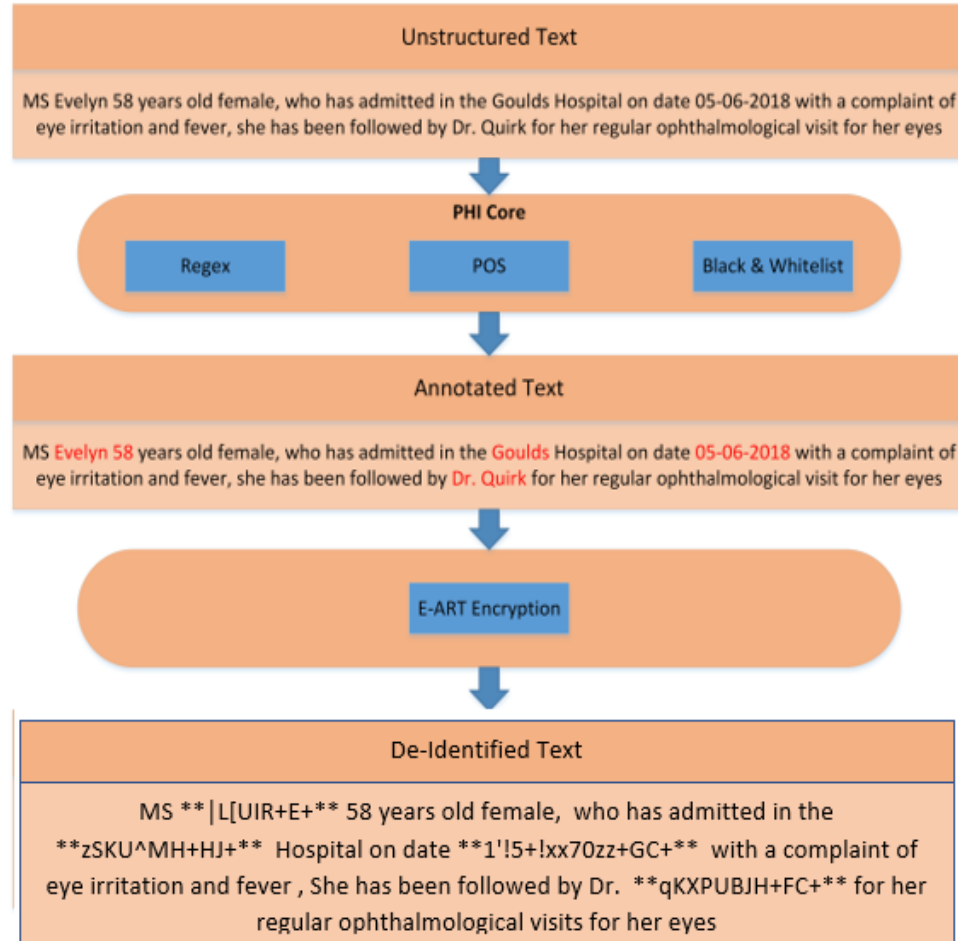 Unstructured Text
MS Evelyn 58 years old female, who has admitted in the Goulds Hospital on date 05-06-2018 with a complaint of
eye irritation and fever, she has been followed by Dr. Quirk for her regular ophthalmological visit for her eyes
PHI Core
Regex
POS
Black & Whitelist
Annotated Text
MS Evelyn 58 years old female, who has admitted in the Goulds Hospital on date 05-06-2018 with a complaint of
eye irritation and fever, she has been followed by Dr. Quirk for her regular ophthalmological visit for her eyes
E-ART Encryption
De-Identified Text
MS **|L[UIR+E+** 58 years old female, who has admitted in the
**zSKU^MH+HJ+** Hospital on date **1'!5+!xx70zz+GC+** with a complaint of
eye irritation and fever , She has been followed by Dr. **qKXPUBJH+FC+** for her
regular ophthalmological visits for her eyes